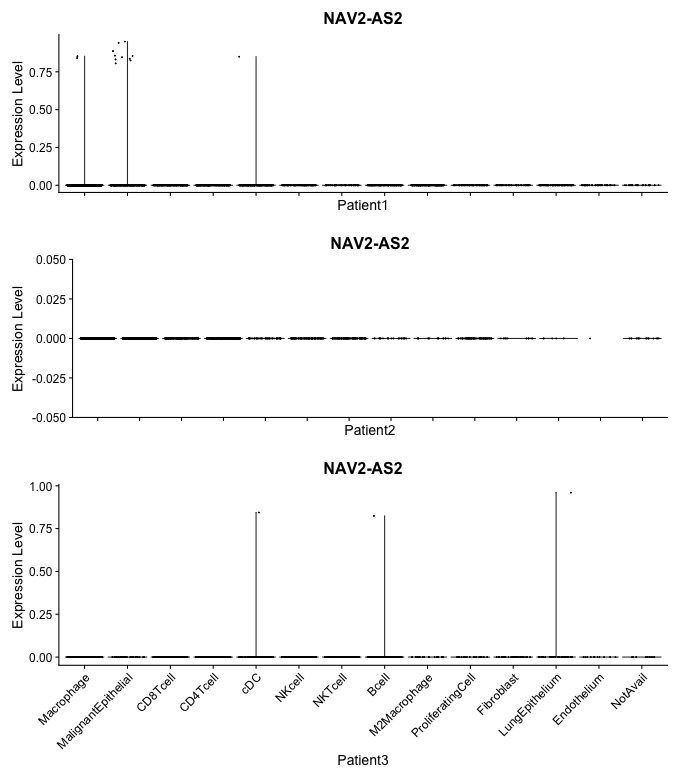 NAV2-AS2
Expression Level
0.75
0.50
0.25
0.00
Patient1
NAV2-AS2
Expression Level
0.050
0.025
0.000
-0.025
-0.050
Patient2
NAV2-AS2
Expression Level
1.00
0.75
0.50
0.25
0.00
Macrophage
MalignantEpithelial
CD8Tcell
CD4Tcell
cDC
NKcell
NKTcell
Bcell
M2Macrophage
ProliferatingCell
Fibroblast
LungEpithelium
Endothelium
NotAvail
Patient3